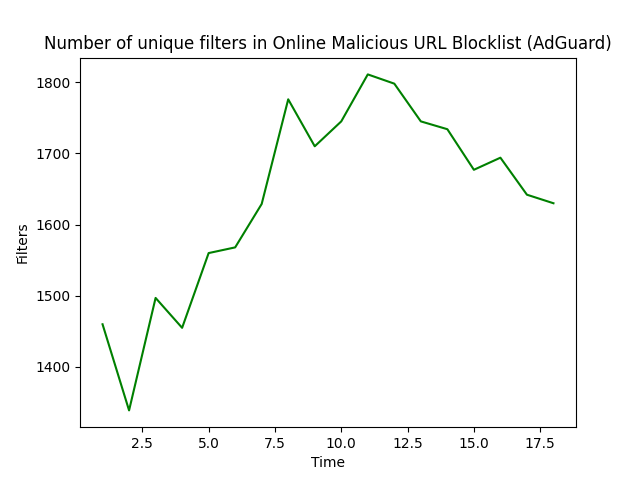 Number of unique filters in Online Malicious URL Blocklist (AdGuard)
1800
1700
1600
1500
1400
Filters
2.5 5.0 7.5 10.0 12.5 15.0 17.5
Time